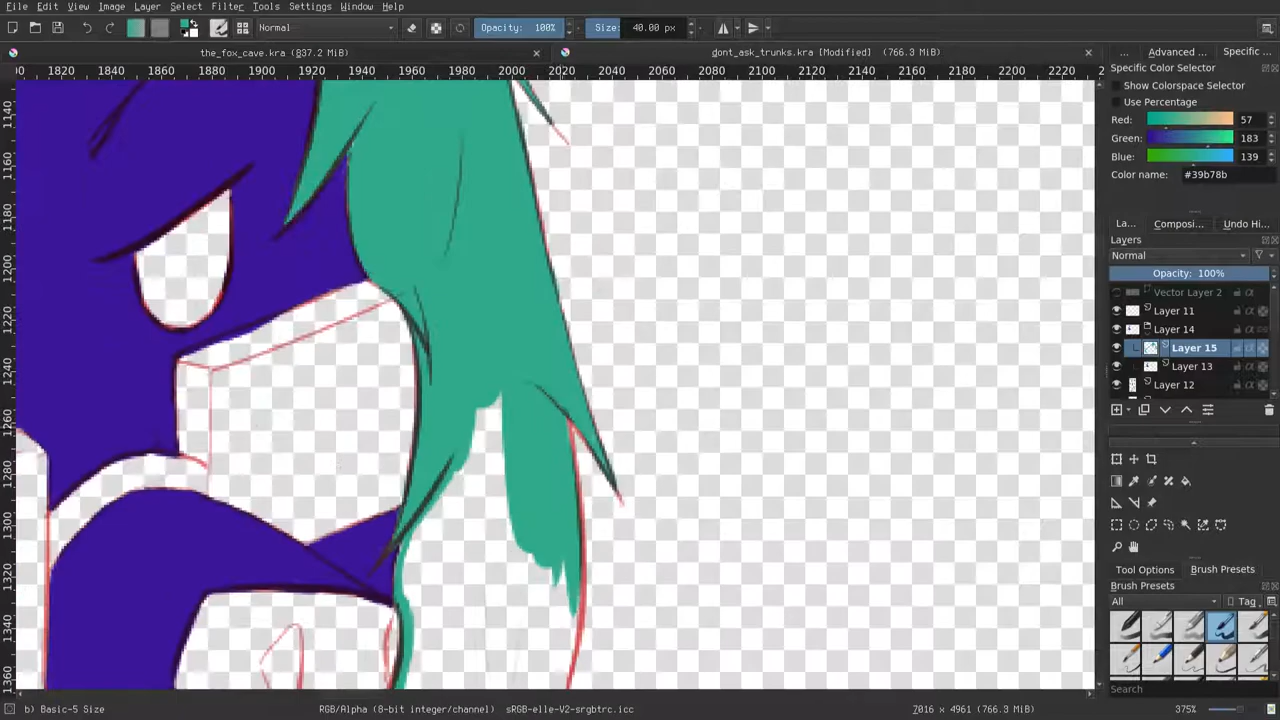 File Edit View Image Layer Select Filter Tools Settings Window Help
Normal Opacity: 100% Size: 40.00 px
the_fox_cave.kra (837.2 MiB) dont_ask_trunks.kra [Modified] (766.3 MiB)
... Advanced ... Specific ...
1820 1840 1860 1880 1900 1920 1940 1960 1980 2000 2020 2040 2060 2080 2100 2120 2140 2160 2180 2200 2220
Specific Color Selector
Show Colorspace Selector
Use Percentage
Red: 57
Green: 183
Blue: 139
Color name: #39b78b
La... Composi... Undo Hi...
Layers
Normal
Opacity: 100%
Vector Layer 2
Layer 11
Layer 14
Layer 15
Layer 13
Layer 12
1140
1160
1180
1200
1220
1240
1260
1280
1300
1320
1340
1360
Tool Options Brush Presets
Brush Presets
All Tag
Search
b) Basic-5 Size RGB/Alpha (8-bit integer/channel) sRGB-elle-V2-srgbtrc.icc 7016 x 4961 (766.3 MiB) 375%